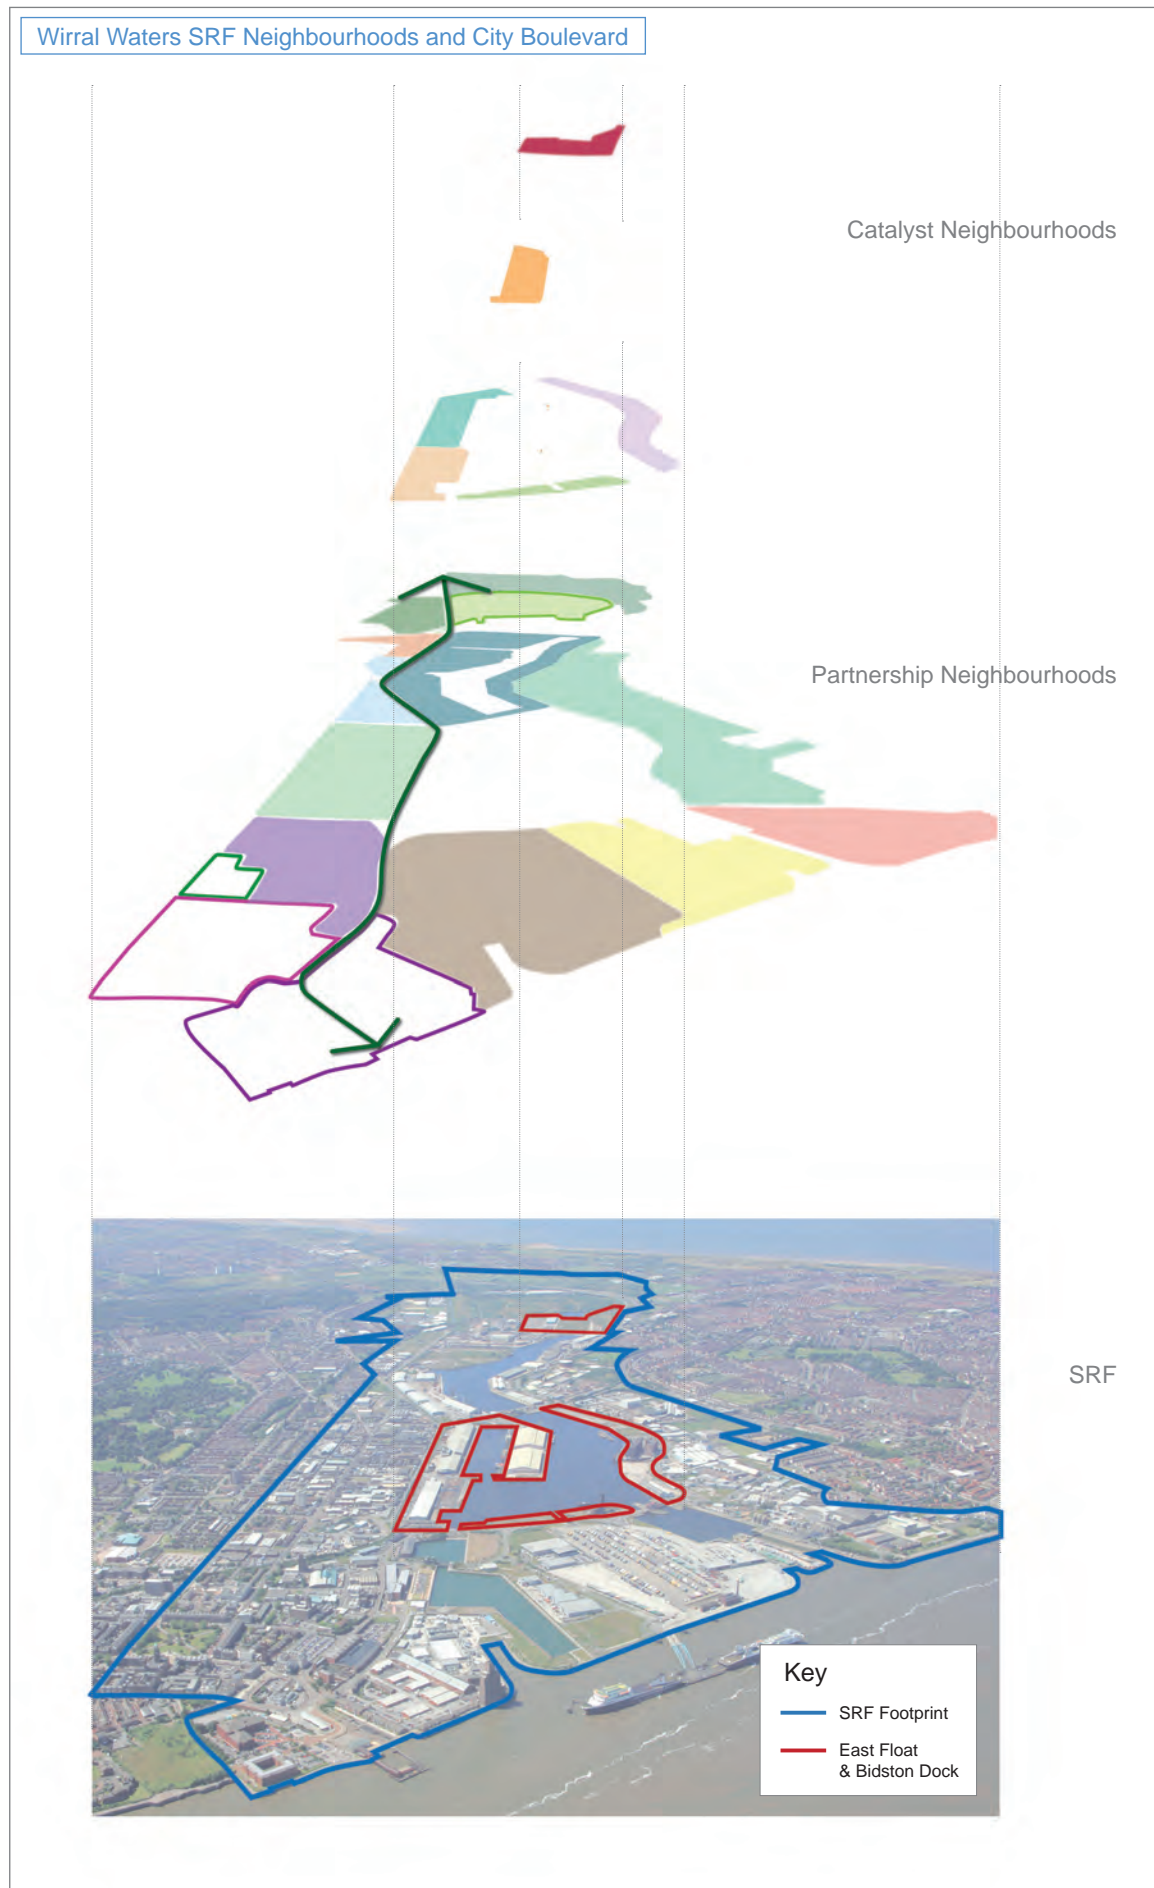 Wirral Waters SRF Neighbourhoods and City Boulevard
Catalyst Neighbourhoods
Partnership Neighbourhoods
SRF
Key
SRF Footprint
East Float
& Bidston Dock